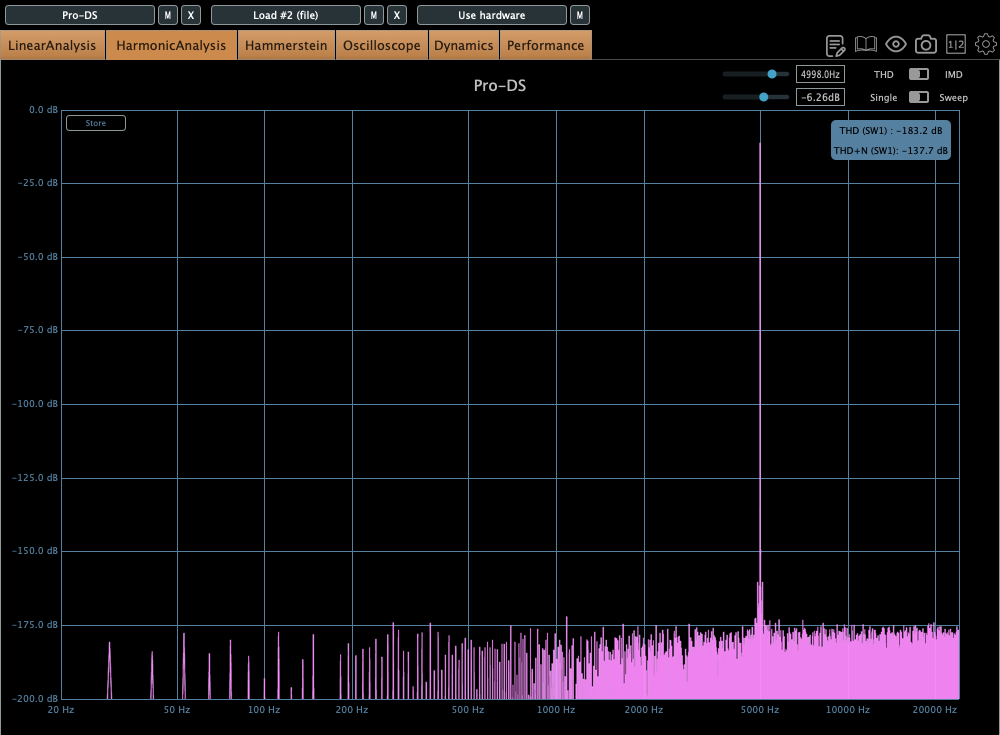 Pro-DS M X Load #2 (file) M X Use hardware M
LinearAnalysis HarmonicAnalysis Hammerstein Oscilloscope Dynamics Performance 1|2
4998.0Hz THD IMD
Pro-DS
-6.26dB Single Sweep
0.0 dB
Store
THD (SW1) : -183.2 dB
THD+N (SW1): -137.7 dB
-25.0 dB
-50.0 dB
-75.0 dB
-100.0 dB
-125.0 dB
-150.0 dB
-175.0 dB
-200.0 dB
20 Hz 50 Hz 100 Hz 200 Hz 500 Hz 1000 Hz 2000 Hz 5000 Hz 10000 Hz 20000 Hz